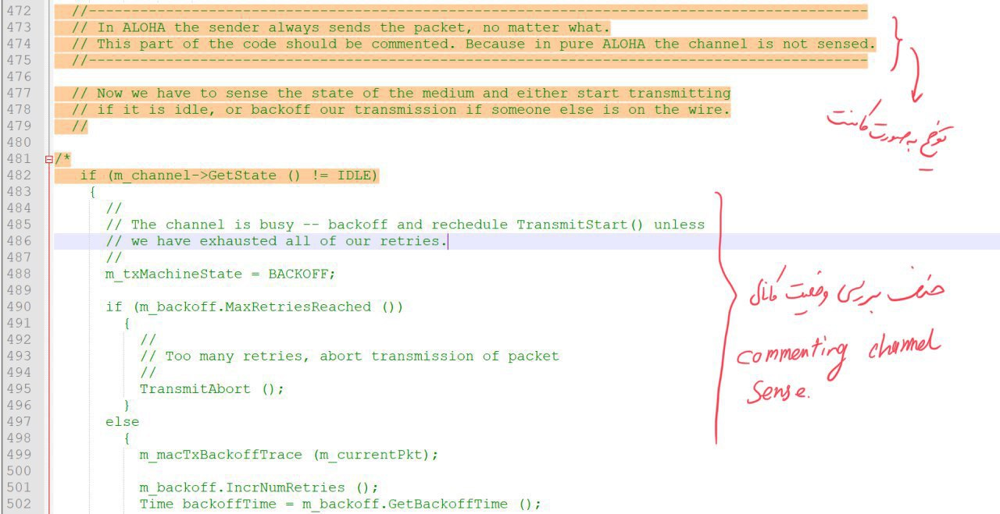 472 //--------------------------------------------------------------------------------------------
473 // In ALOHA the sender always sends the packet, no matter what.
474 // This part of the code should be commented. Because in pure ALOHA the channel is not sensed.
475 //--------------------------------------------------------------------------------------------
476
477 // Now we have to sense the state of the medium and either start transmitting
478 // if it is idle, or backoff our transmission if someone else is on the wire.
479 //
480
توضیح به صورت کامنت
481 /*
482 if (m_channel->GetState () != IDLE)
483 {
484 //
485 // The channel is busy -- backoff and rechedule TransmitStart() unless
486 // we have exhausted all of our retries.
487 //
488 m_txMachineState = BACKOFF;
489
490 if (m_backoff.MaxRetriesReached ())
491 {
492 //
493 // Too many retries, abort transmission of packet
494 //
495 TransmitAbort ();
496 }
497 else
498 {
499 m_macTxBackoffTrace (m_currentPkt);
500
501 m_backoff.IncrNumRetries ();
502 Time backoffTime = m_backoff.GetBackoffTime ();
حذف بررسی وضعیت کانال
commenting channel
Sense.